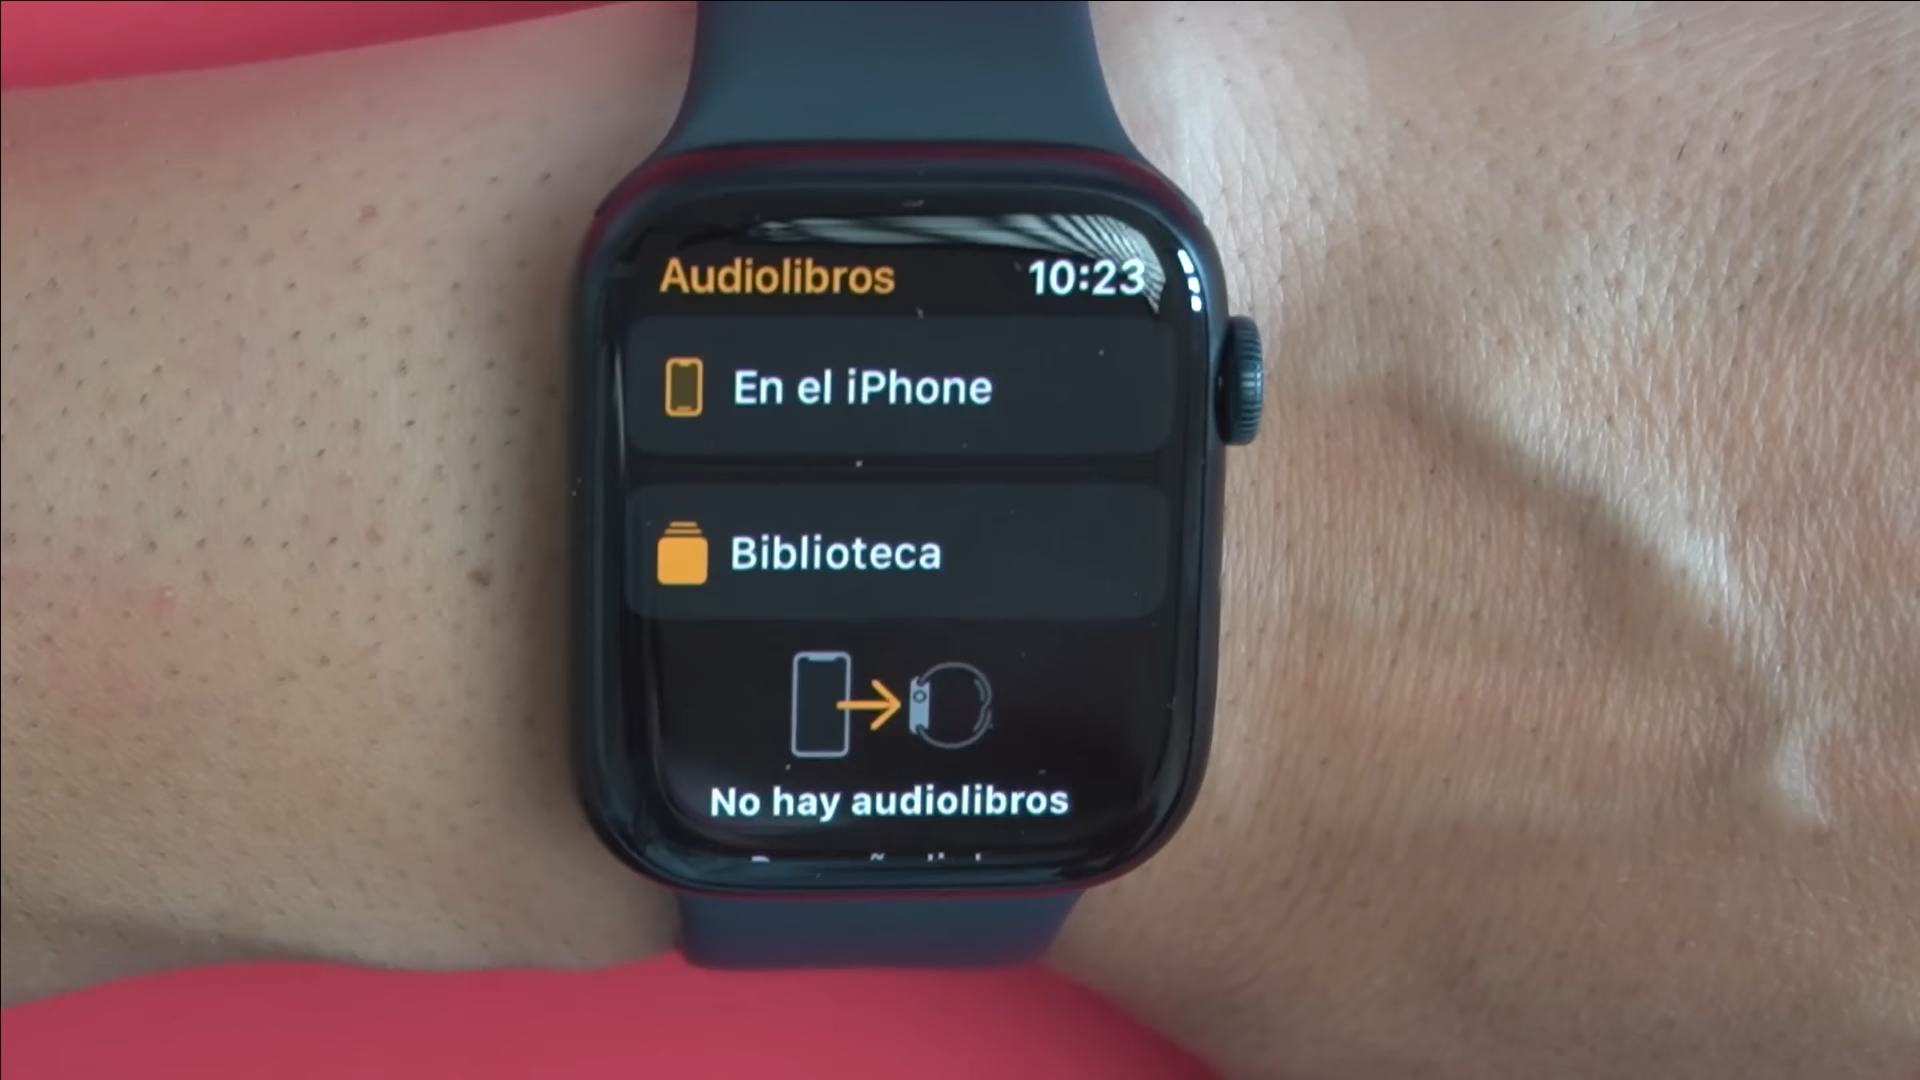 Audiolibros 10:23
En el iPhone
Biblioteca
No hay audiolibros